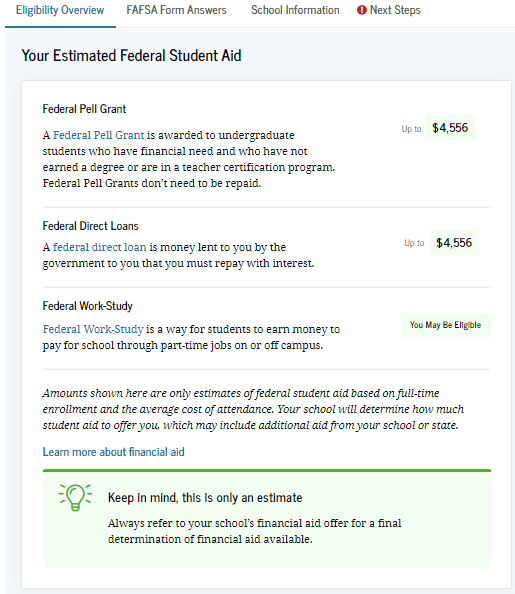 Eligibility Overview FAFSA Form Answers School Information Next Steps
Your Estimated Federal Student Aid
Federal Pell Grant
A Federal Pell Grant is awarded to undergraduate
students who have financial need and who have not
earned a degree or are in a teacher certification program.
Federal Pell Grants don't need to be repaid.
Up to $4,556
Federal Direct Loans
A federal direct loan is money lent to you by the
government to you that you must repay with interest.
Up to $4,556
Federal Work-Study
Federal Work-Study is a way for students to earn money to
pay for school through part-time jobs on or off campus.
You May Be Eligible
Amounts shown here are only estimates of federal student aid based on full-time
enrollment and the average cost of attendance. Your school will determine how much
student aid to offer you, which may include additional aid from your school or state.
Learn more about financial aid
Keep in mind, this is only an estimate
Always refer to your school's financial aid offer for a final
determination of financial aid available.